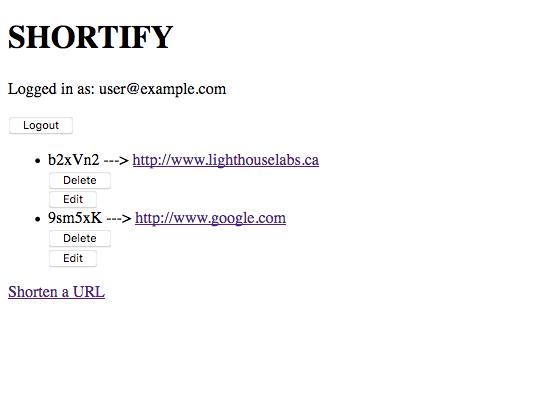 SHORTIFY
Logged in as: user@example.com
Logout
b2xVn2 ---> http://www.lighthouselabs.ca
Delete
Edit
9sm5xK ---> http://www.google.com
Delete
Edit
Shorten a URL